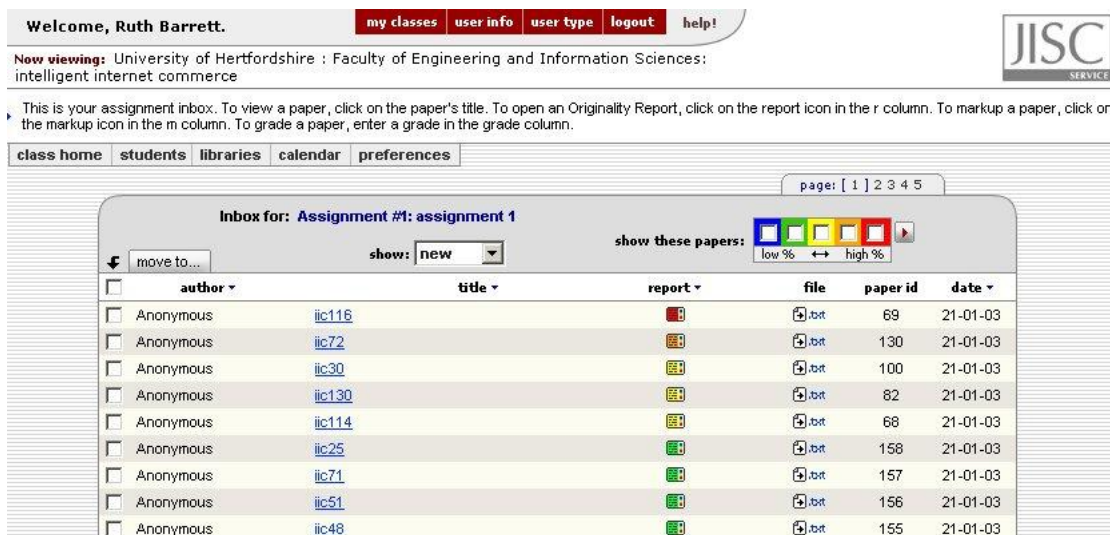 Welcome, Ruth Barrett.
my classes user info user type logout help!
JISC
SERVICE
Now viewing: University of Hertfordshire : Faculty of Engineering and Information Sciences:
intelligent internet commerce
This is your assignment inbox. To view a paper, click on the paper's title. To open an Originality Report, click on the report icon in the r column. To markup a paper, click on
the markup icon in the m column. To grade a paper, enter a grade in the grade column.
class home students libraries calendar preferences
page: [ 1 ] 2 3 4 5
Inbox for: Assignment #1: assignment 1
show: new
show these papers:
low % ↔ high %
move to...
author title report file paper id date
Anonymous iic116 .txt 69 21-01-03
Anonymous iic72 .txt 130 21-01-03
Anonymous iic30 .txt 100 21-01-03
Anonymous iic130 .txt 82 21-01-03
Anonymous iic114 .txt 68 21-01-03
Anonymous iic25 .txt 158 21-01-03
Anonymous iic71 .txt 157 21-01-03
Anonymous iic51 .txt 156 21-01-03
Anonymous iic48 .txt 155 21-01-03